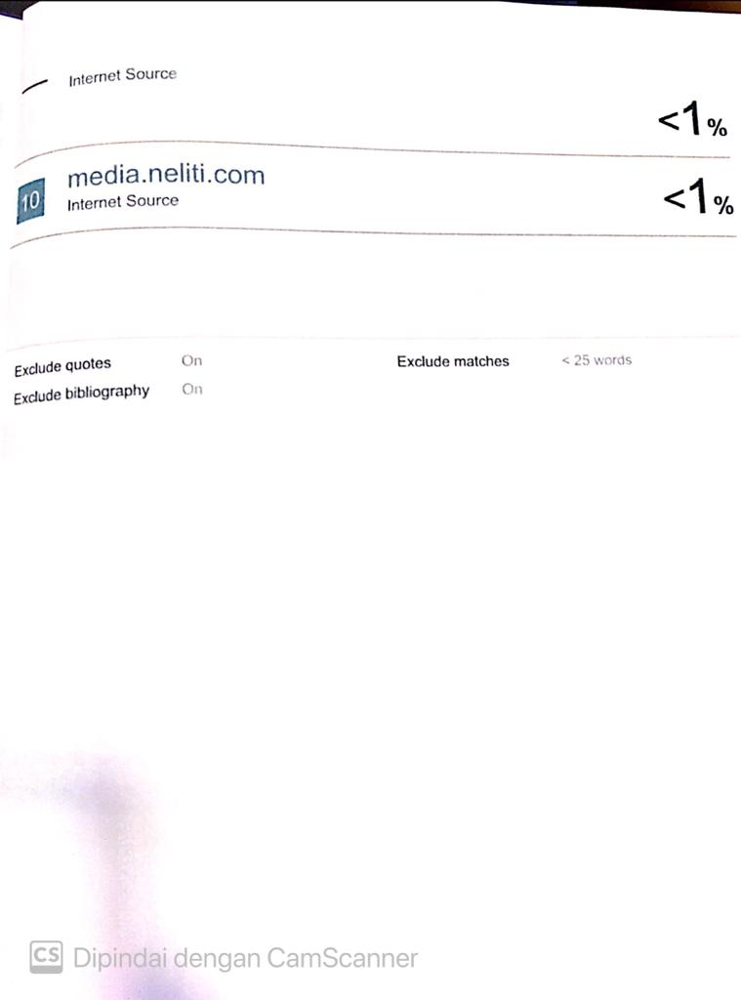 Internet Source
<1%
10
media.neliti.com
Internet Source
<1%
Exclude quotes On Exclude matches < 25 words
Exclude bibliography On
CS Dipindai dengan CamScanner